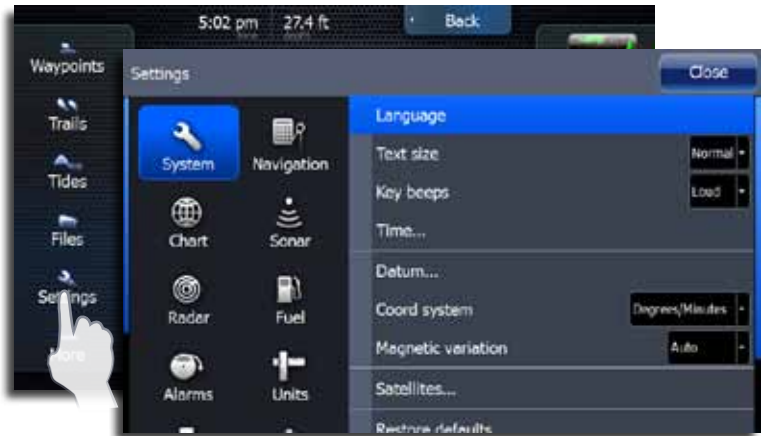 5:02 pm 27.4 ft Back
Waypoints
Trails
Tides
Files
Settings
More
Settings Close
System
Navigation
Chart
Sonar
Radar
Fuel
Alarms
Units
Language
Text size Normal
Key beeps Loud
Time...
Datum...
Coord system Degrees/Minutes
Magnetic variation Auto
Satellites...
Restore defaults